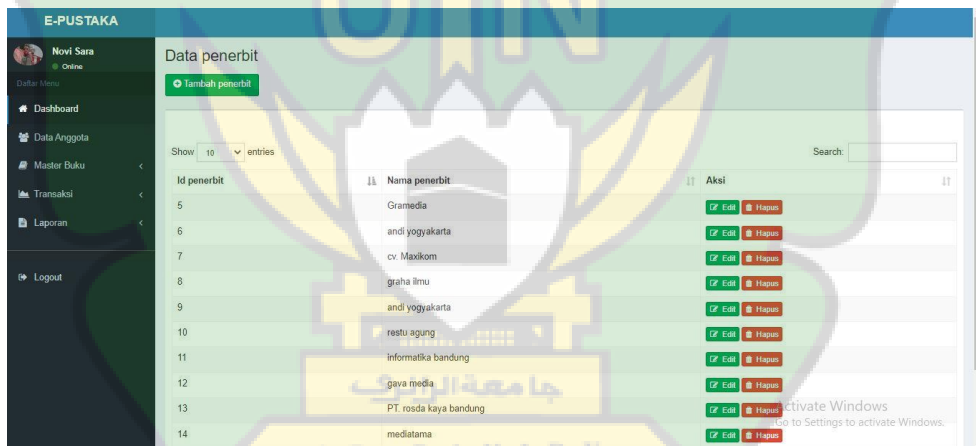 E-PUSTAKA
Novi Sara
Online
Daftar Menu
Dashboard
Data Anggota
Master Buku
Transaksi
Laporan
Logout
Data penerbit
Tambah penerbit
Show 10 entries
Search:
Id penerbit Nama penerbit Aksi
5 Gramedia Edit Hapus
6 andi yogyakarta Edit Hapus
7 cv. Maxikom Edit Hapus
8 graha ilmu Edit Hapus
9 andi yogyakarta Edit Hapus
10 restu agung Edit Hapus
11 informatika bandung Edit Hapus
12 gava media Edit Hapus
13 PT. rosda kaya bandung Edit Hapus
14 mediatama Edit Hapus
Activate Windows
Go to Settings to activate Windows.
UIN
جامعة الرانري